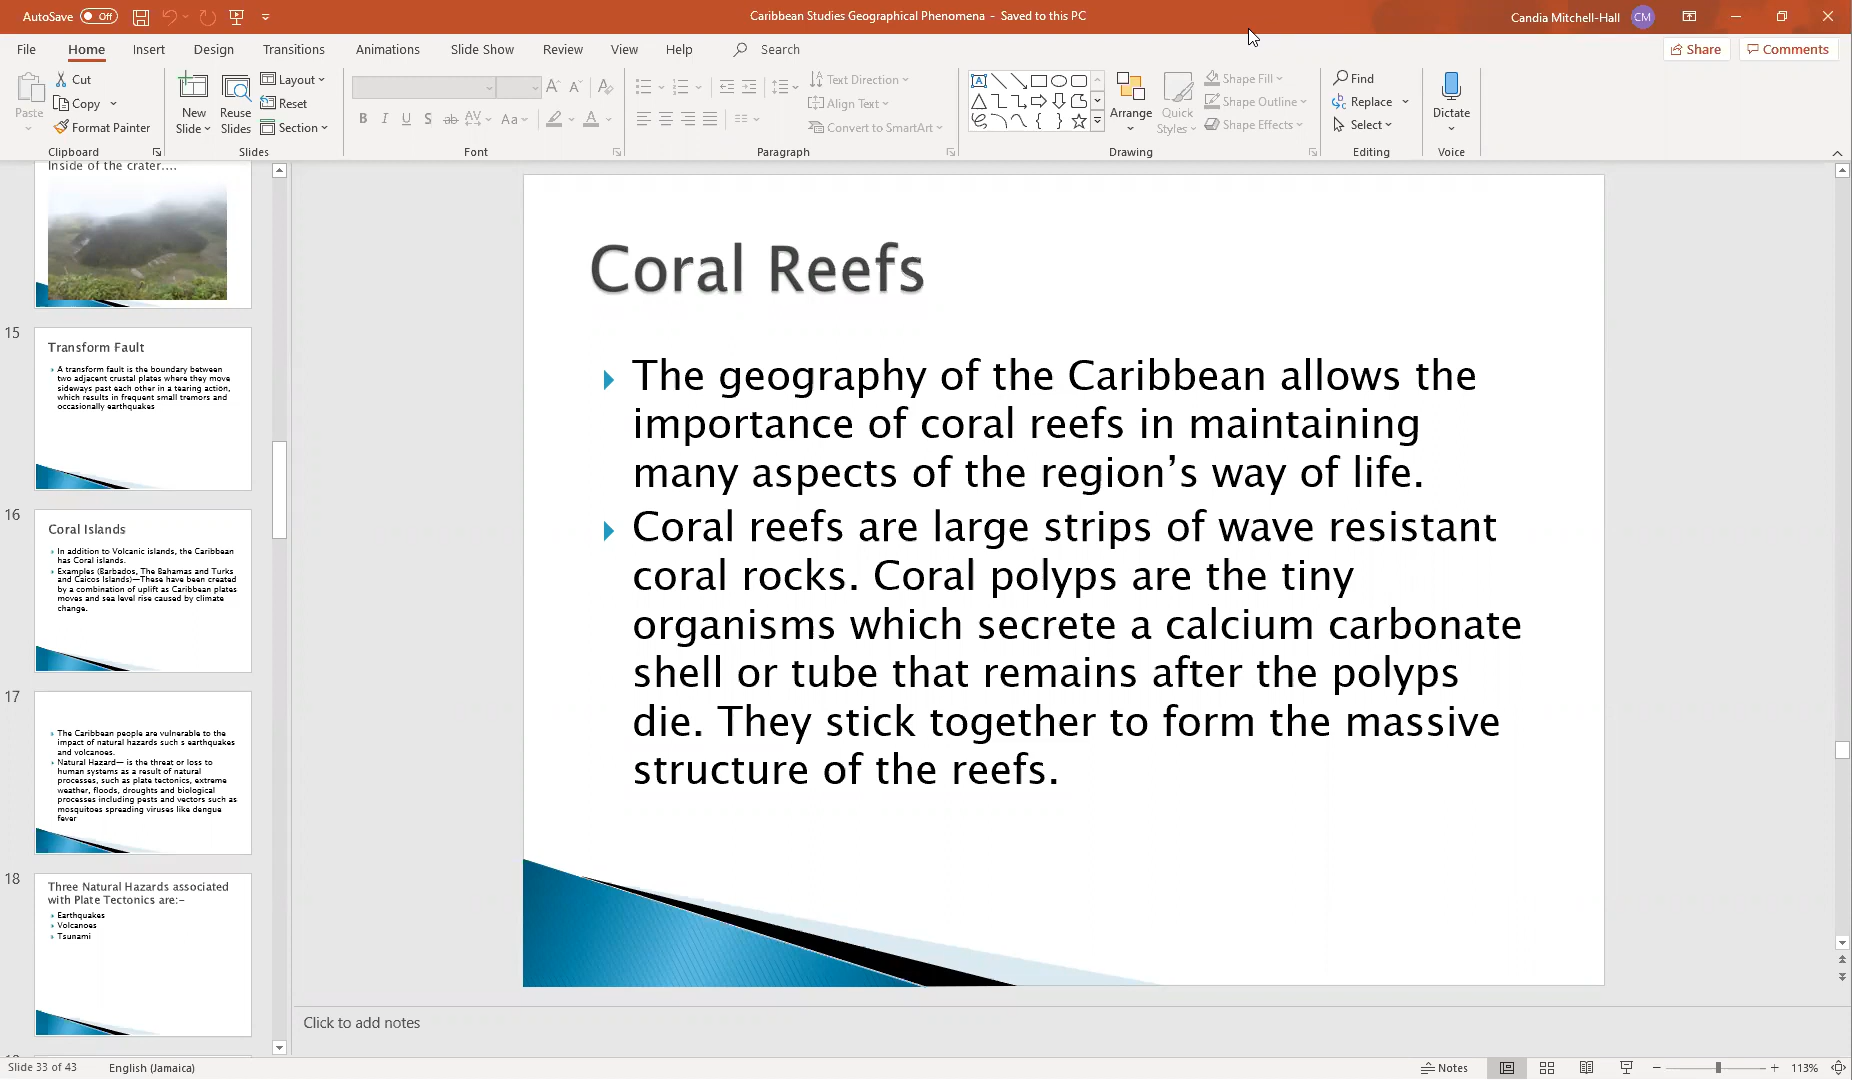 AutoSave Off
Caribbean Studies Geographical Phenomena - Saved to this PC
Candia Mitchell-Hall CM
File Home Insert Design Transitions Animations Slide Show Review View Help Search
Share Comments
Paste
Cut
Copy
Format Painter
Clipboard
New Slide
Reuse Slides
Layout
Reset
Section
Slides
B I U S ab AV Aa A
Font
Text Direction
Align Text
Convert to SmartArt
Paragraph
Arrange
Quick Styles
Shape Fill
Shape Outline
Shape Effects
Drawing
Find
Replace
Select
Editing
Dictate
Voice
Inside of the crater....
15
Transform Fault
A transform fault is the boundary between
two adjacent crustal plates where they move
sideways past each other in a tearing action,
which results in frequent small tremors and
occasionally earthquakes
16
Coral Islands
In addition to Volcanic islands, the Caribbean
has Coral islands.
Examples (Barbados, The Bahamas and Turks
and Caicos Islands)—These have been created
by a combination of uplift as Caribbean plates
moves and sea level rise caused by climate
change.
17
The Caribbean people are vulnerable to the
impact of natural hazards such s earthquakes
and volcanoes.
Natural Hazard— is the threat or loss to
human systems as a result of natural
processes, such as plate tectonics, extreme
weather, floods, droughts and biological
processes including pests and vectors such as
mosquitoes spreading viruses like dengue
fever
18
Three Natural Hazards associated
with Plate Tectonics are:-
Earthquakes
Volcanoes
Tsunami
Coral Reefs
The geography of the Caribbean allows the
importance of coral reefs in maintaining
many aspects of the region’s way of life.
Coral reefs are large strips of wave resistant
coral rocks. Coral polyps are the tiny
organisms which secrete a calcium carbonate
shell or tube that remains after the polyps
die. They stick together to form the massive
structure of the reefs.
Click to add notes
Slide 33 of 43 English (Jamaica)
Notes 113%